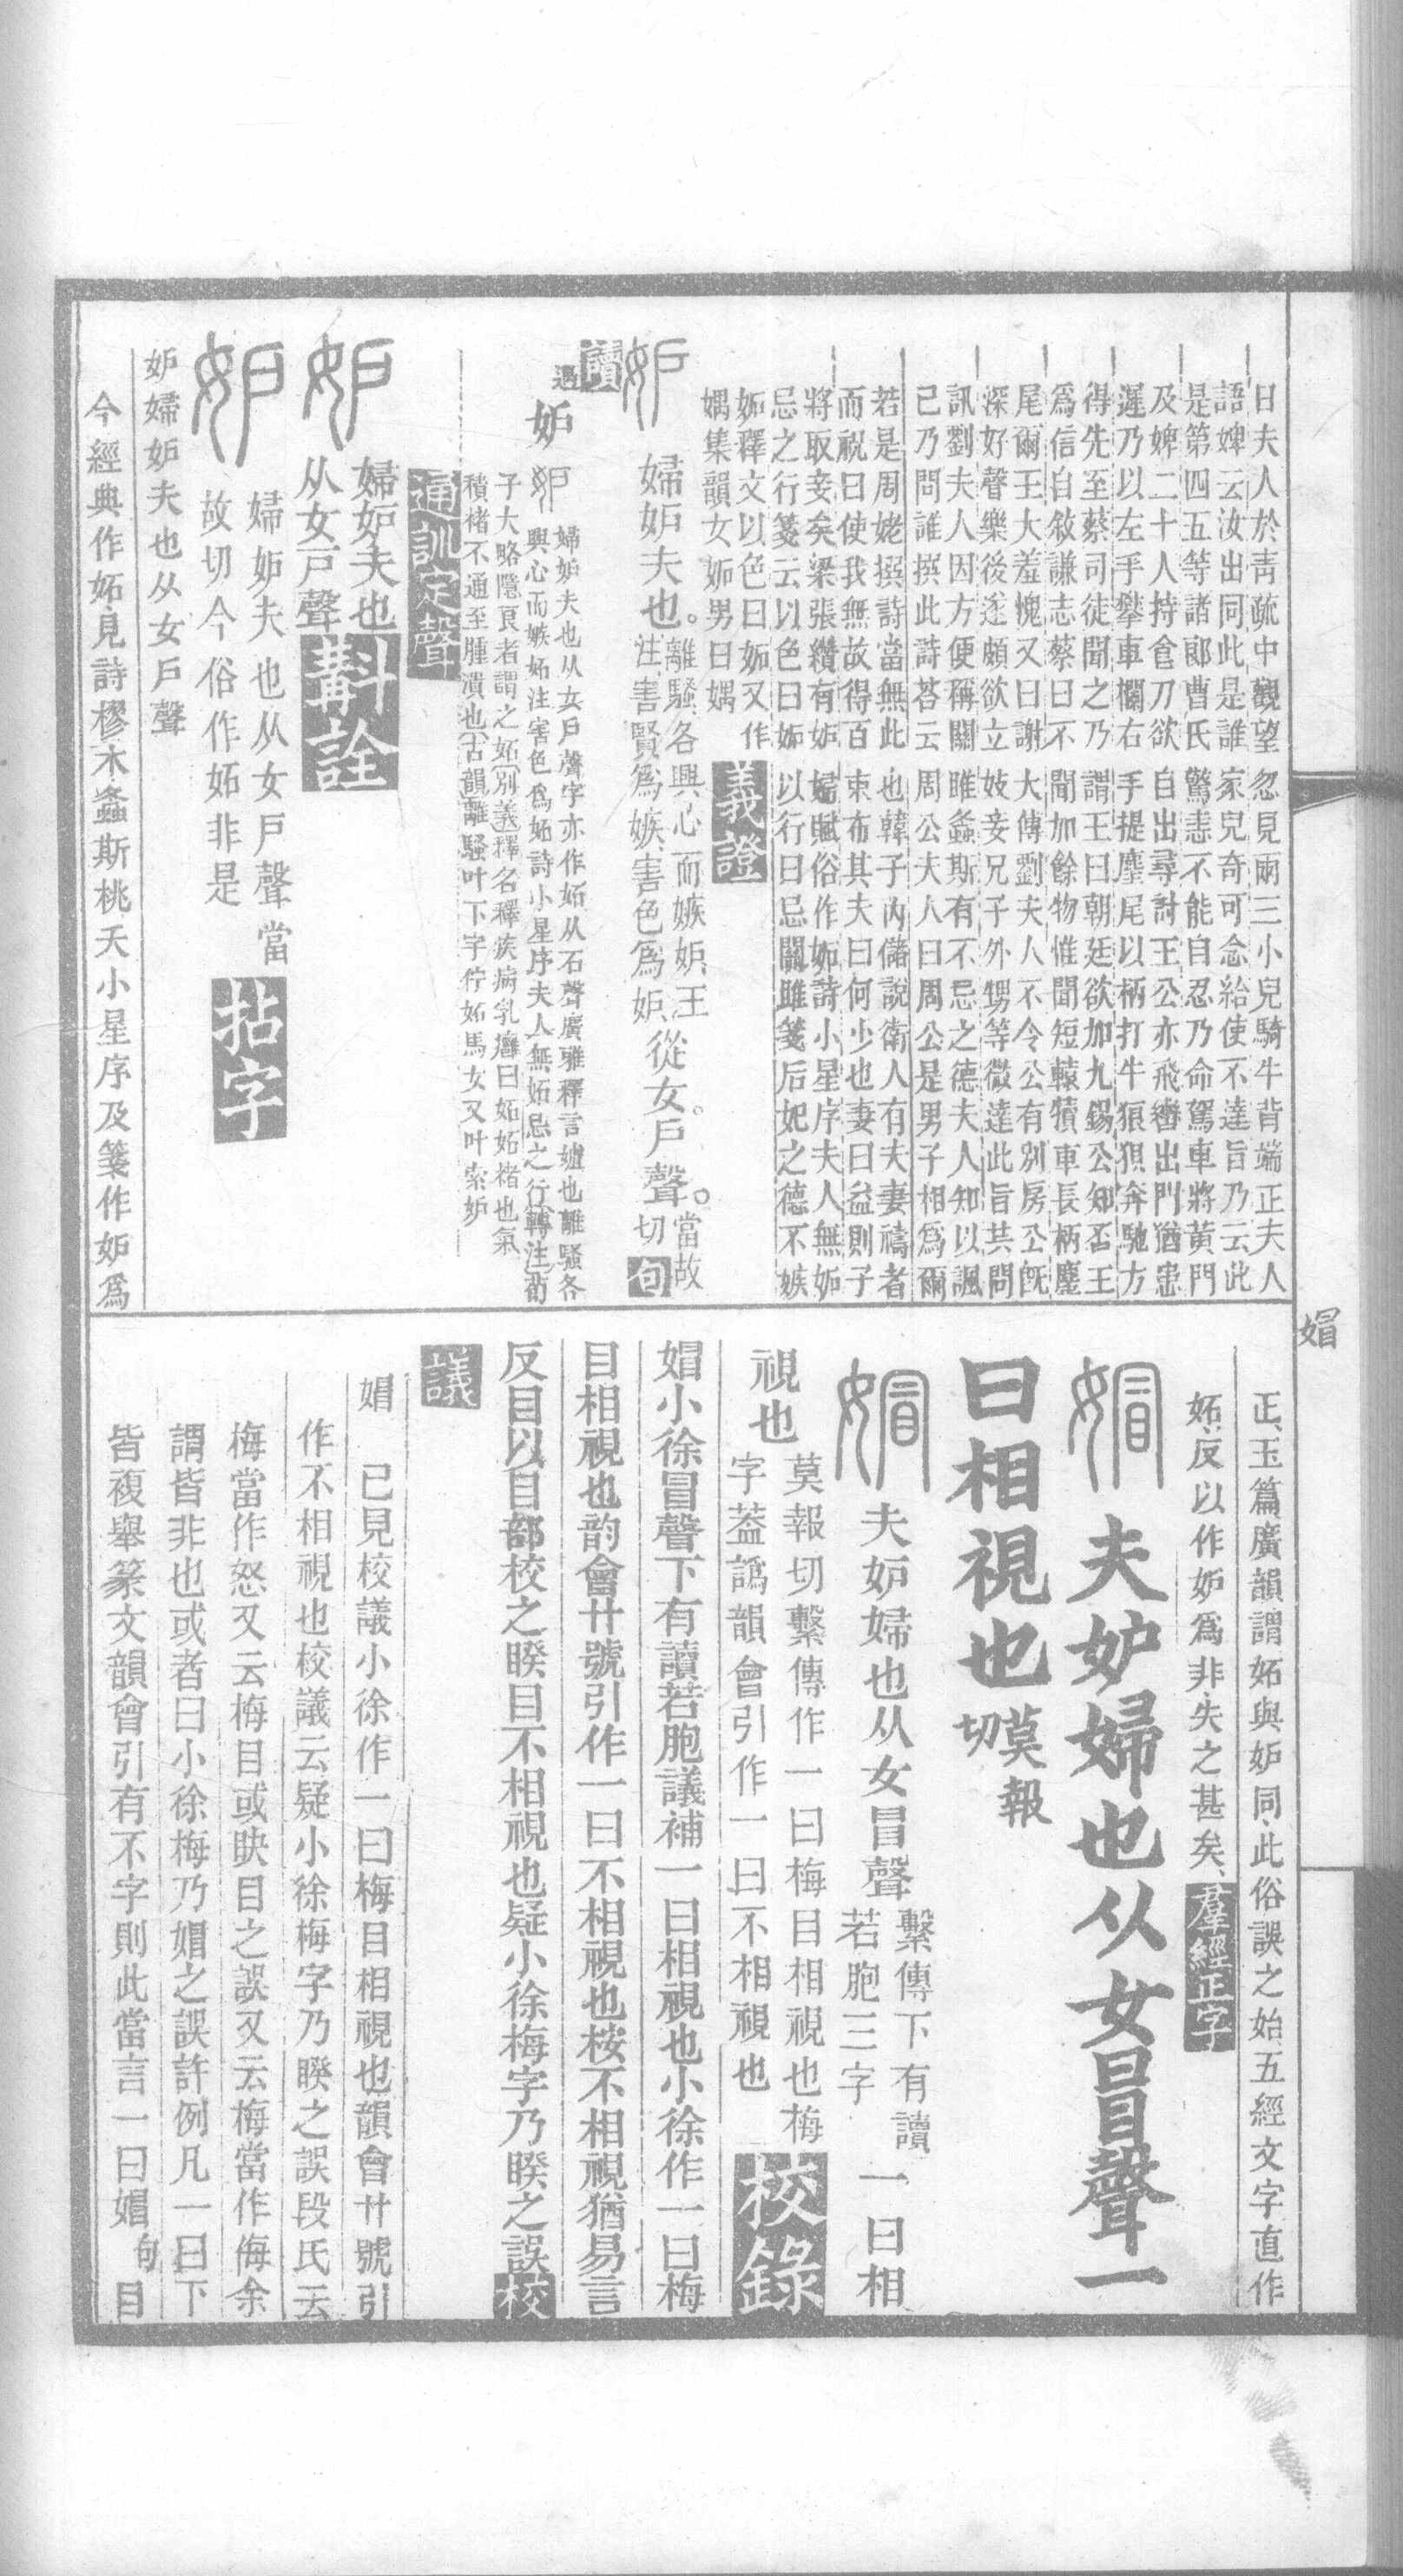 日夫人於青疏中觀望忽見兩三小兒騎牛背端正夫人
語婢云汝出同此是誰家兒奇可念給使不達旨乃云此
是第四五等諸郎曹氏驚恚不能自忍乃命駕車將黃門
及婢二十人持食刀欲自出尋討王公亦飛轡出門猶患
遲乃以左手攀車欄右手提麈尾以柄打牛狼狽奔馳方
得先至蔡司徒聞之乃謂王曰朝廷欲加九錫公知否王
爲信自敘謙志蔡曰不聞加餘物惟聞短轅犢車長柄麈
尾爾王大羞愧又曰謝大傅劉夫人不令公有別房公旣
深好聲樂後遂頗欲立妓妾兄子外甥等微達此旨共問
訊劉夫人因方便稱關雎螽斯有不忌之德夫人知以諷
己乃問誰撰此詩荅云周公夫人曰周公是男子相爲爾
若是周姥撰詩當無此也韓子內儲說衛人有夫妻禱者
而祝曰使我無故得百束布其夫曰何少也妻曰益則子
將取妾矣梁張纘有妒婦賦俗作妬詩小星序夫人無妬
忌之行箋云以色曰妬以行曰忌關雎箋后妃之德不嫉
妬釋文以色曰妬又作
媢集韻女妬男曰媢
義證
妒 婦妒夫也。離騷各興心而嫉妒、王
注、害賢爲嫉、害色爲妒、從女。戶聲。當故
切 句
讀
遇 妒 妒 婦妒夫也从女戶聲字亦作妬从石聲廣雅釋言嫭也離騷各
興心而嫉妬注害色爲妬詩小星序夫人無妬忌之行轉注荀
子大略隱良者謂之妬別義釋名釋疾病乳癰曰妬妬褚也氣
積褚不通至腫潰也古韻離騷叶下字佇妬馬女又叶索妒
通訓定聲
妒 婦妒夫也
从女戶聲 斠詮
妒 婦妒夫也从女戶聲當
故切今俗作妬非是 拈字
妒婦妒夫也从女戶聲
今經典作妬、見詩樛木螽斯桃夭小星序及箋作妒爲
正、玉篇廣韻謂妬與妒同、此俗誤之始五經文字直作
妬、反以作妒爲非、失之甚矣、羣經正字
媢
媢 夫妒婦也从女冒聲一
曰相視也莫報
切
媢 夫妒婦也从女冒聲繫傳下有讀
若胞三字一曰相
視也莫報切繫傳作一曰梅目相視也梅
字葢譌韻會引作一曰不相視也 校錄
媢小徐冒聲下有讀若胞議補一曰相視也小徐作一曰梅
目相視也韵會廿號引作一曰不相視也桉不相視猶易言
反目以目部校之睽目不相視也疑小徐梅字乃睽之誤校
議
媢 已見校議小徐作一曰梅目相視也韻會廿號引
作不相視也校議云疑小徐梅字乃睽之誤段氏云
梅當作怒又云梅目或眣目之誤又云梅當作侮余
謂皆非也或者曰小徐梅乃媢之誤許例凡一曰下
皆複舉篆文韻會引有不字則此當言一曰媢句目